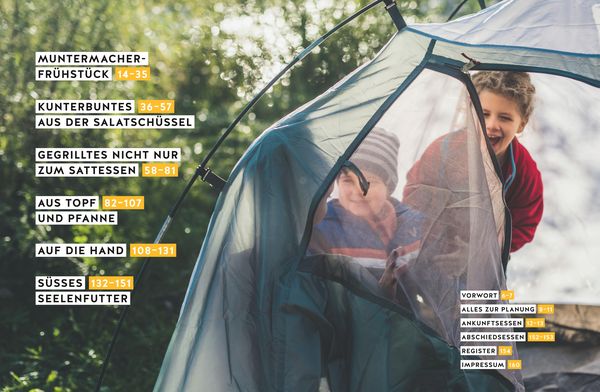 MUNTERMACHER-
FRÜHSTÜCK 14–35
KUNTERBUNTES 36–57
AUS DER SALATSCHÜSSEL
GEGRILLTES NICHT NUR
ZUM SATTESSEN 58–81
AUS TOPF 82–107
UND PFANNE
AUF DIE HAND 108–131
SÜSSES 132–151
SEELENFUTTER
VORWORT 6–7
ALLES ZUR PLANUNG 8–11
ANKUNFTSESSEN 12–13
ABSCHIEDSESSEN 152–153
REGISTER 154
IMPRESSUM 160